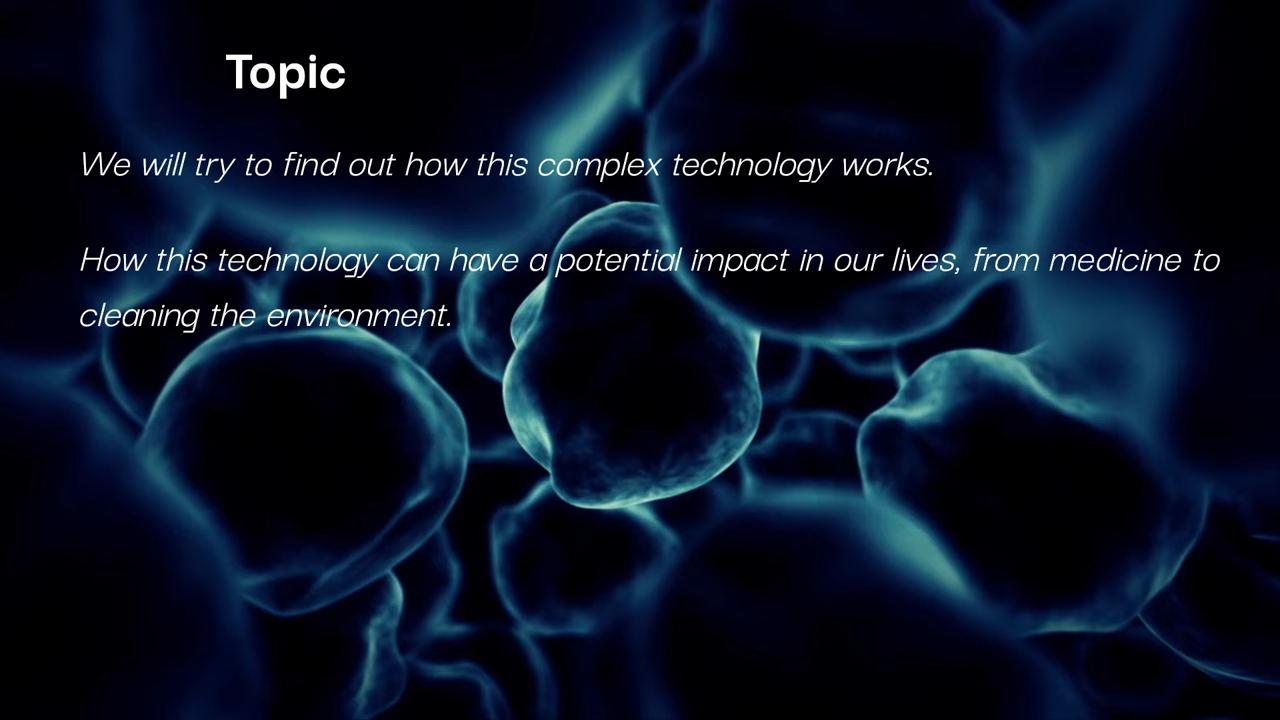 Topic
We will try to find out how this complex technology works.
How this technology can have a potential impact in our lives, from medicine to
cleaning the environment.